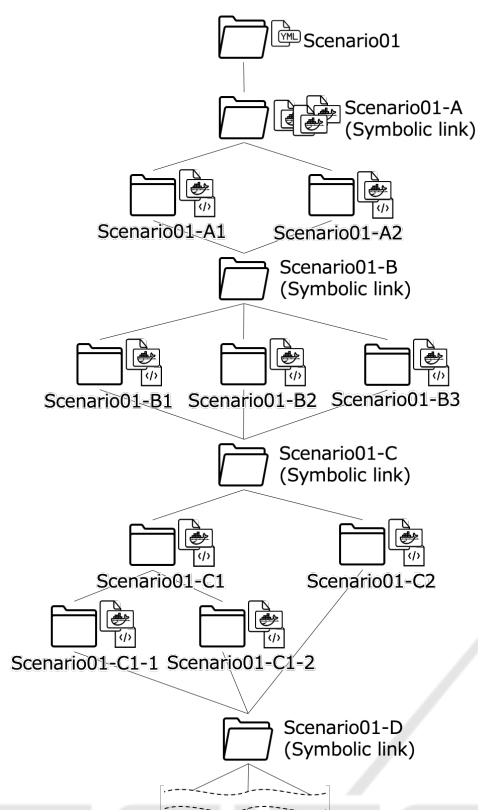 YML
Scenario01
Scenario01-A
(Symbolic link)
</>
</>
Scenario01-A1
Scenario01-A2
Scenario01-B
(Symbolic link)
</>
</>
</>
Scenario01-B1
Scenario01-B2
Scenario01-B3
Scenario01-C
(Symbolic link)
</>
</>
Scenario01-C1
Scenario01-C2
</>
</>
Scenario01-C1-1
Scenario01-C1-2
Scenario01-D
(Symbolic link)